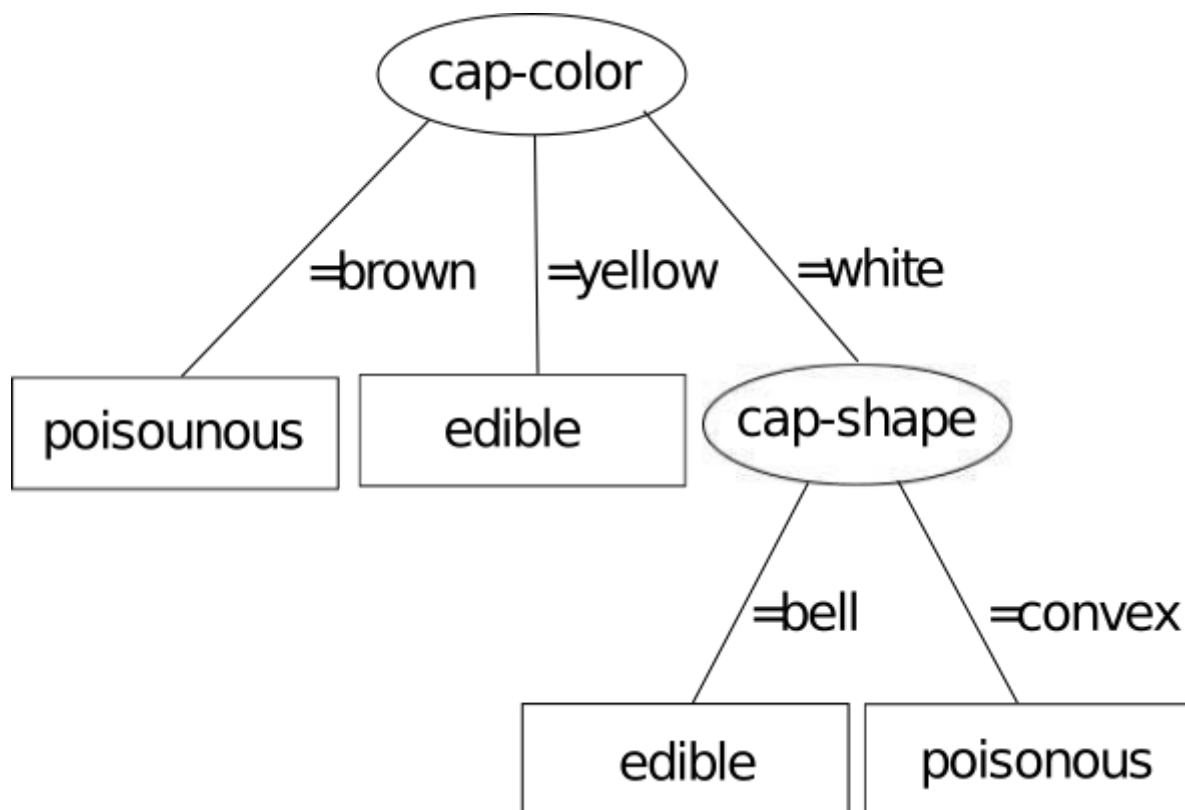 cap-color
=brown
=yellow
=white
poisounous
edible
cap-shape
=bell
=convex
edible
poisonous